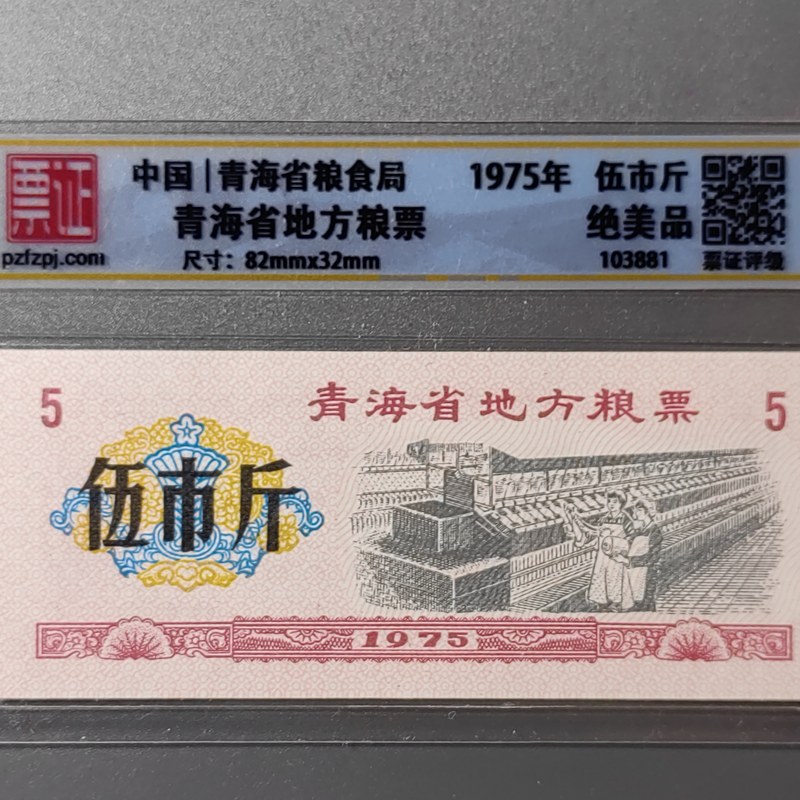 票证
pzfzpj.com
中国|青海省粮食局 1975年 伍市斤
青海省地方粮票 绝美品
尺寸：82mmx32mm 103881 票证评级
5 青海省地方粮票 5
伍市斤
1975